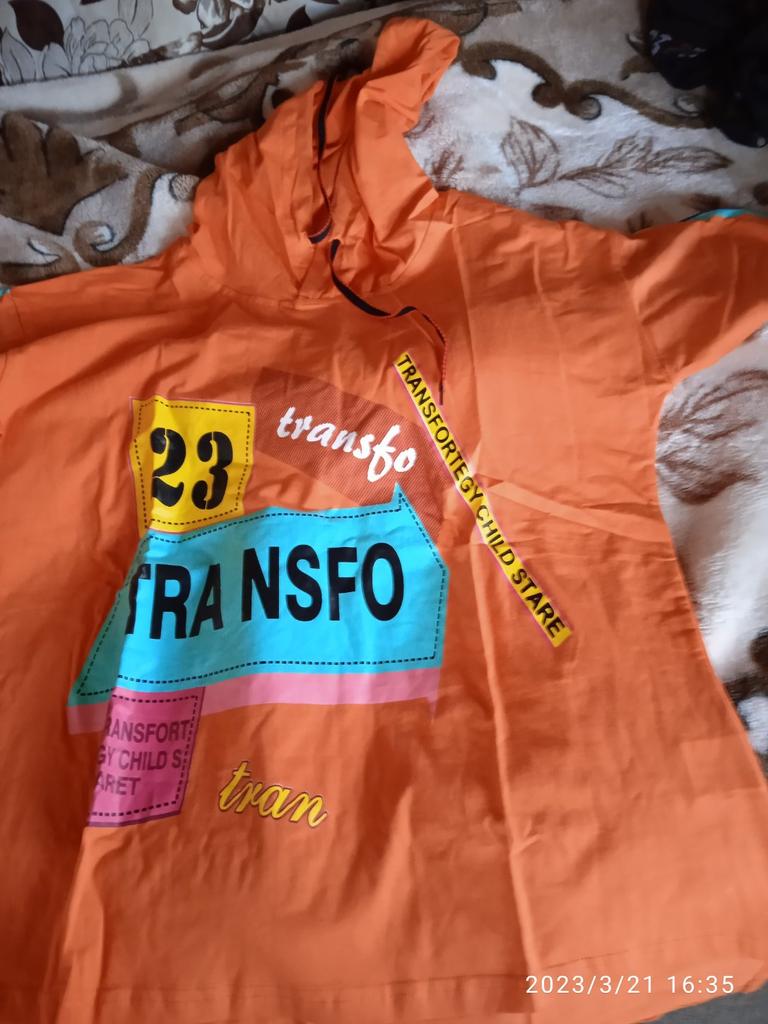 23
transfo
TRANSFORTEGY CHILD STARE
TRA NSFO
RANSFORT
GY CHILD S
ARET
tran
2023/3/21 16:35